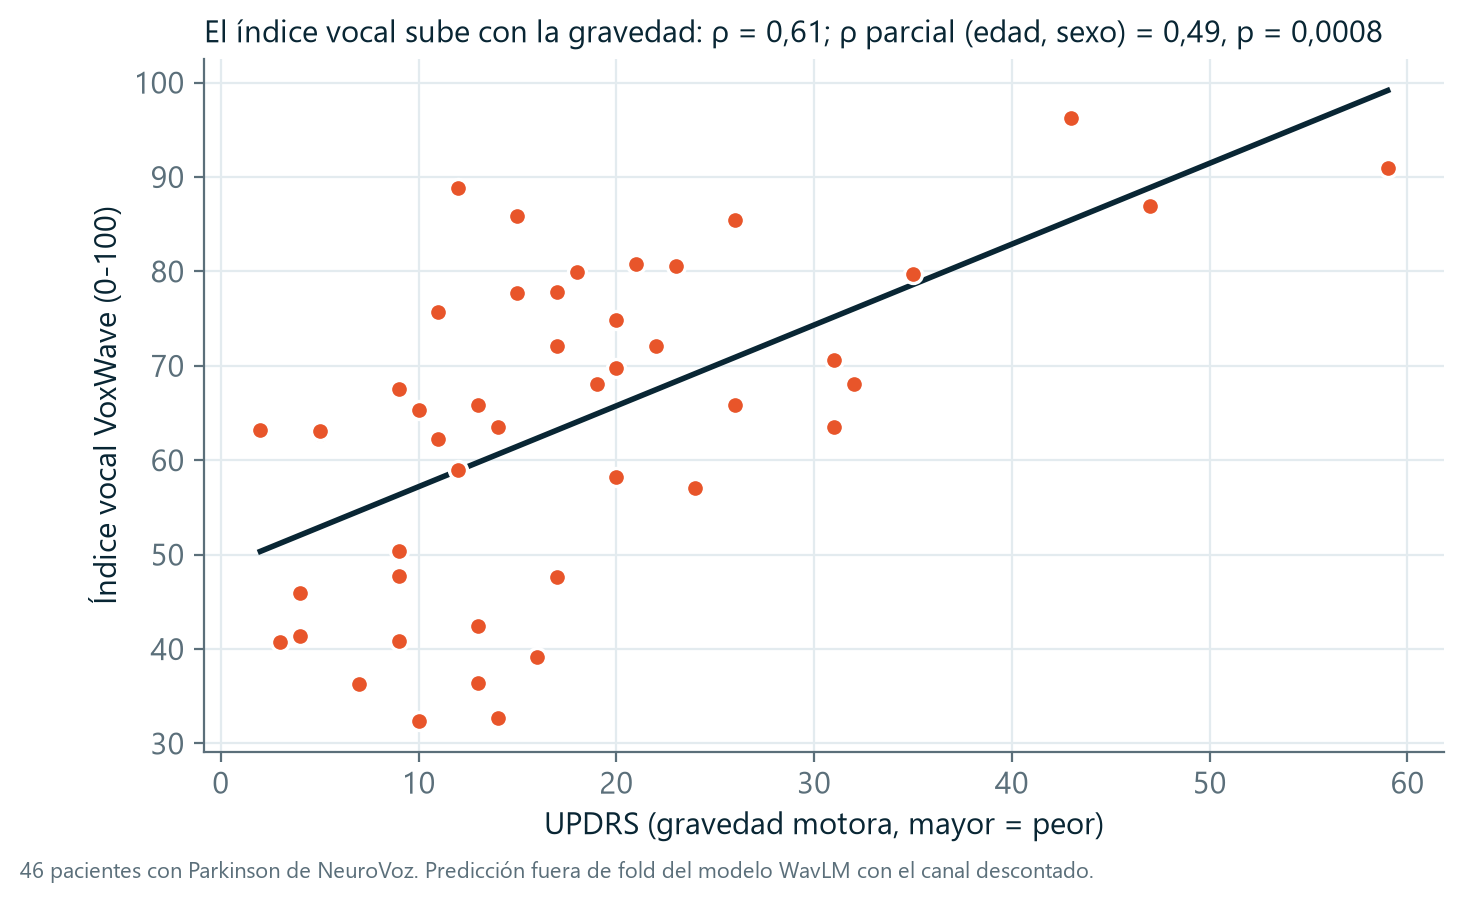 El índice vocal sube con la gravedad: ρ = 0,61; ρ parcial (edad, sexo) = 0,49, p = 0,0008
Índice vocal VoxWave (0-100)
100
90
80
70
60
50
40
30
0 10 20 30 40 50 60
UPDRS (gravedad motora, mayor = peor)
46 pacientes con Parkinson de NeuroVoz. Predicción fuera de fold del modelo WavLM con el canal descontado.